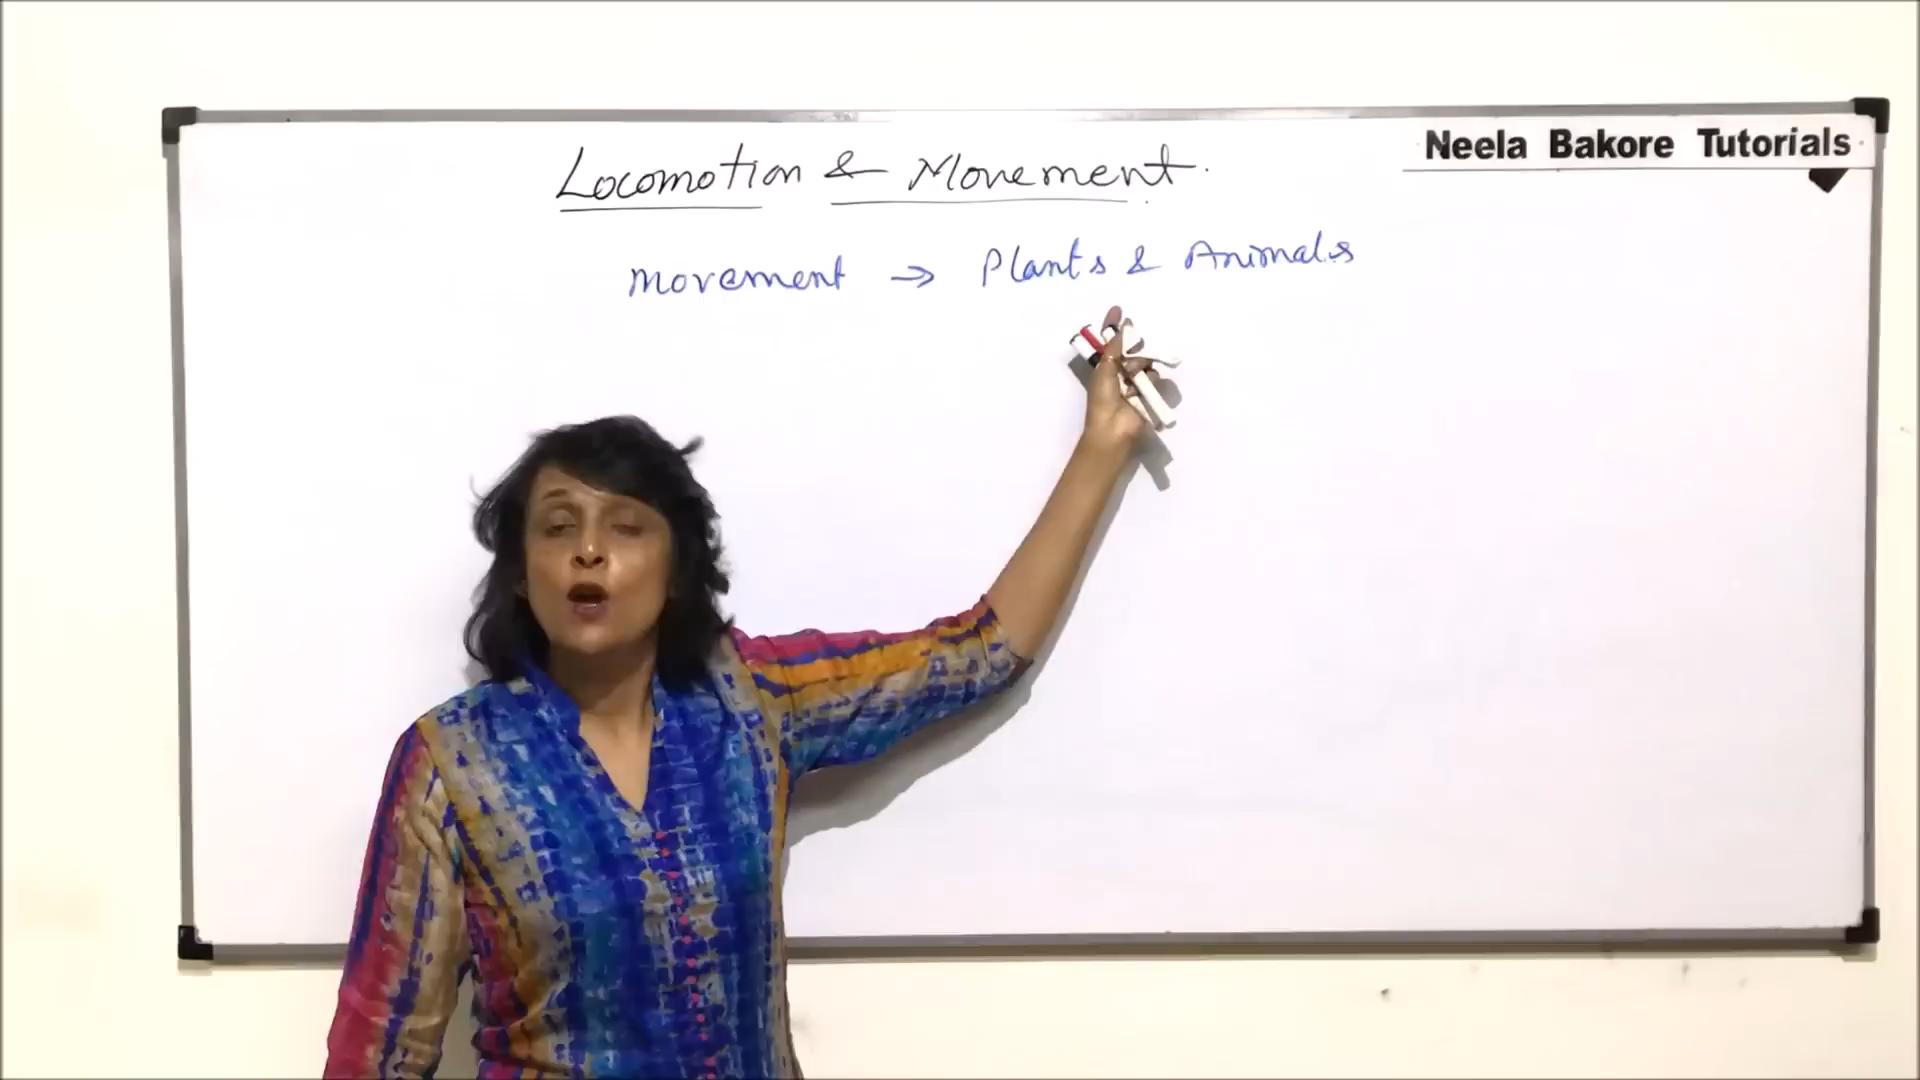 Neela Bakore Tutorials
Locomotion & Movement.
Movement → Plants & Animals